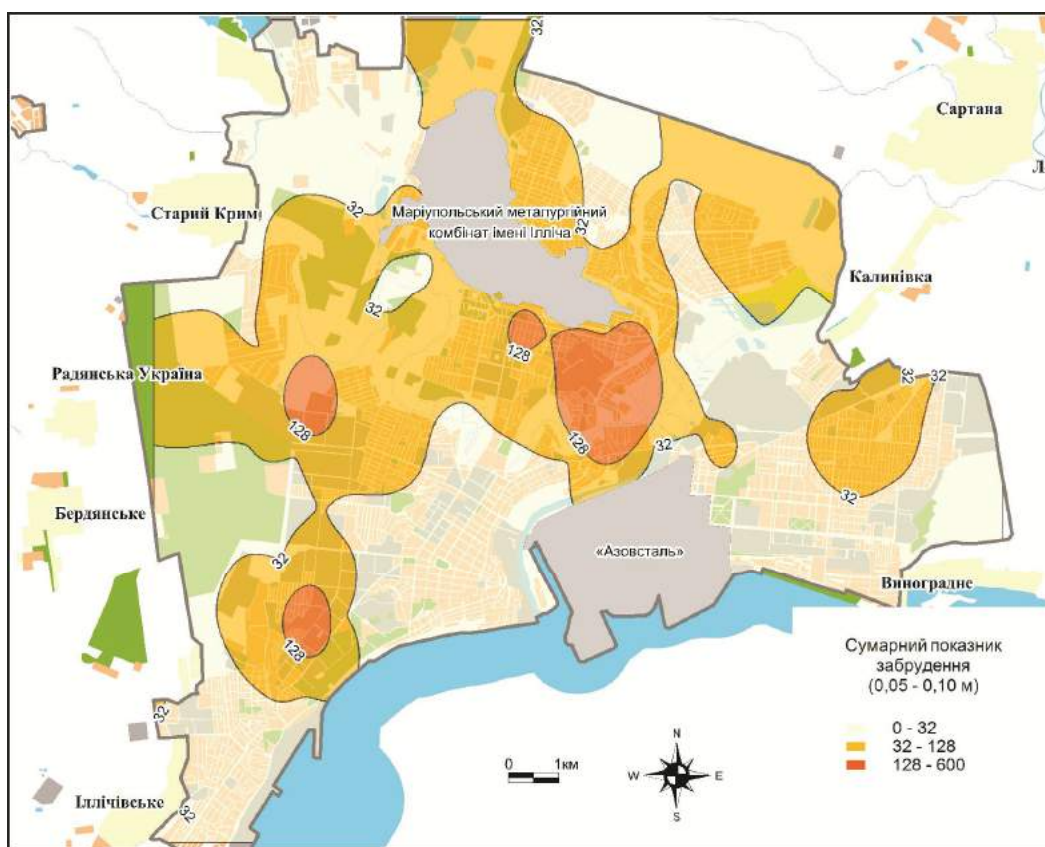 32
Сартана
Л
Старий Крим
32
Маріупольський металургійний
комбінат імені Ілліча
32
32
Калинівка
128
Радянська Україна
128
128
32
32
32
32
Бердянське
32
«Азовсталь»
Виноградне
128
32
32
Іллічівське
Сумарний показник
забрудення
(0,05 - 0,10 м)
0 - 32
32 - 128
128 - 600
0 1км
N
W E
S